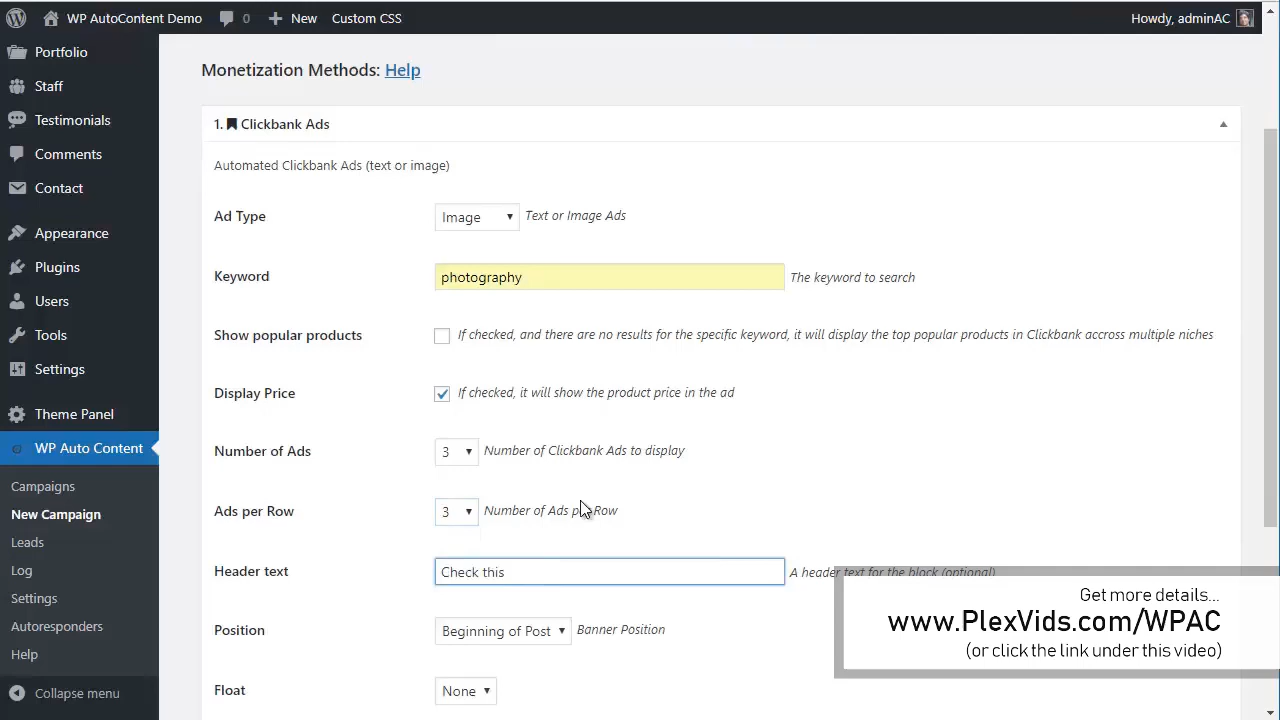 WP AutoContent Demo 0 New Custom CSS Howdy, adminAC
Portfolio
Staff
Testimonials
Comments
Contact
Appearance
Plugins
Users
Tools
Settings
Theme Panel
WP Auto Content
Campaigns
New Campaign
Leads
Log
Settings
Autoresponders
Help
Collapse menu
Monetization Methods: Help
1. Clickbank Ads
Automated Clickbank Ads (text or image)
Ad Type Image Text or Image Ads
Keyword photography The keyword to search
Show popular products If checked, and there are no results for the specific keyword, it will display the top popular products in Clickbank accross multiple niches
Display Price If checked, it will show the product price in the ad
Number of Ads 3 Number of Clickbank Ads to display
Ads per Row 3 Number of Ads per Row
Header text Check this A header text for the block (optional)
Position Beginning of Post Banner Position
Float None
Get more details...
www.PlexVids.com/WPAC
(or click the link under this video)